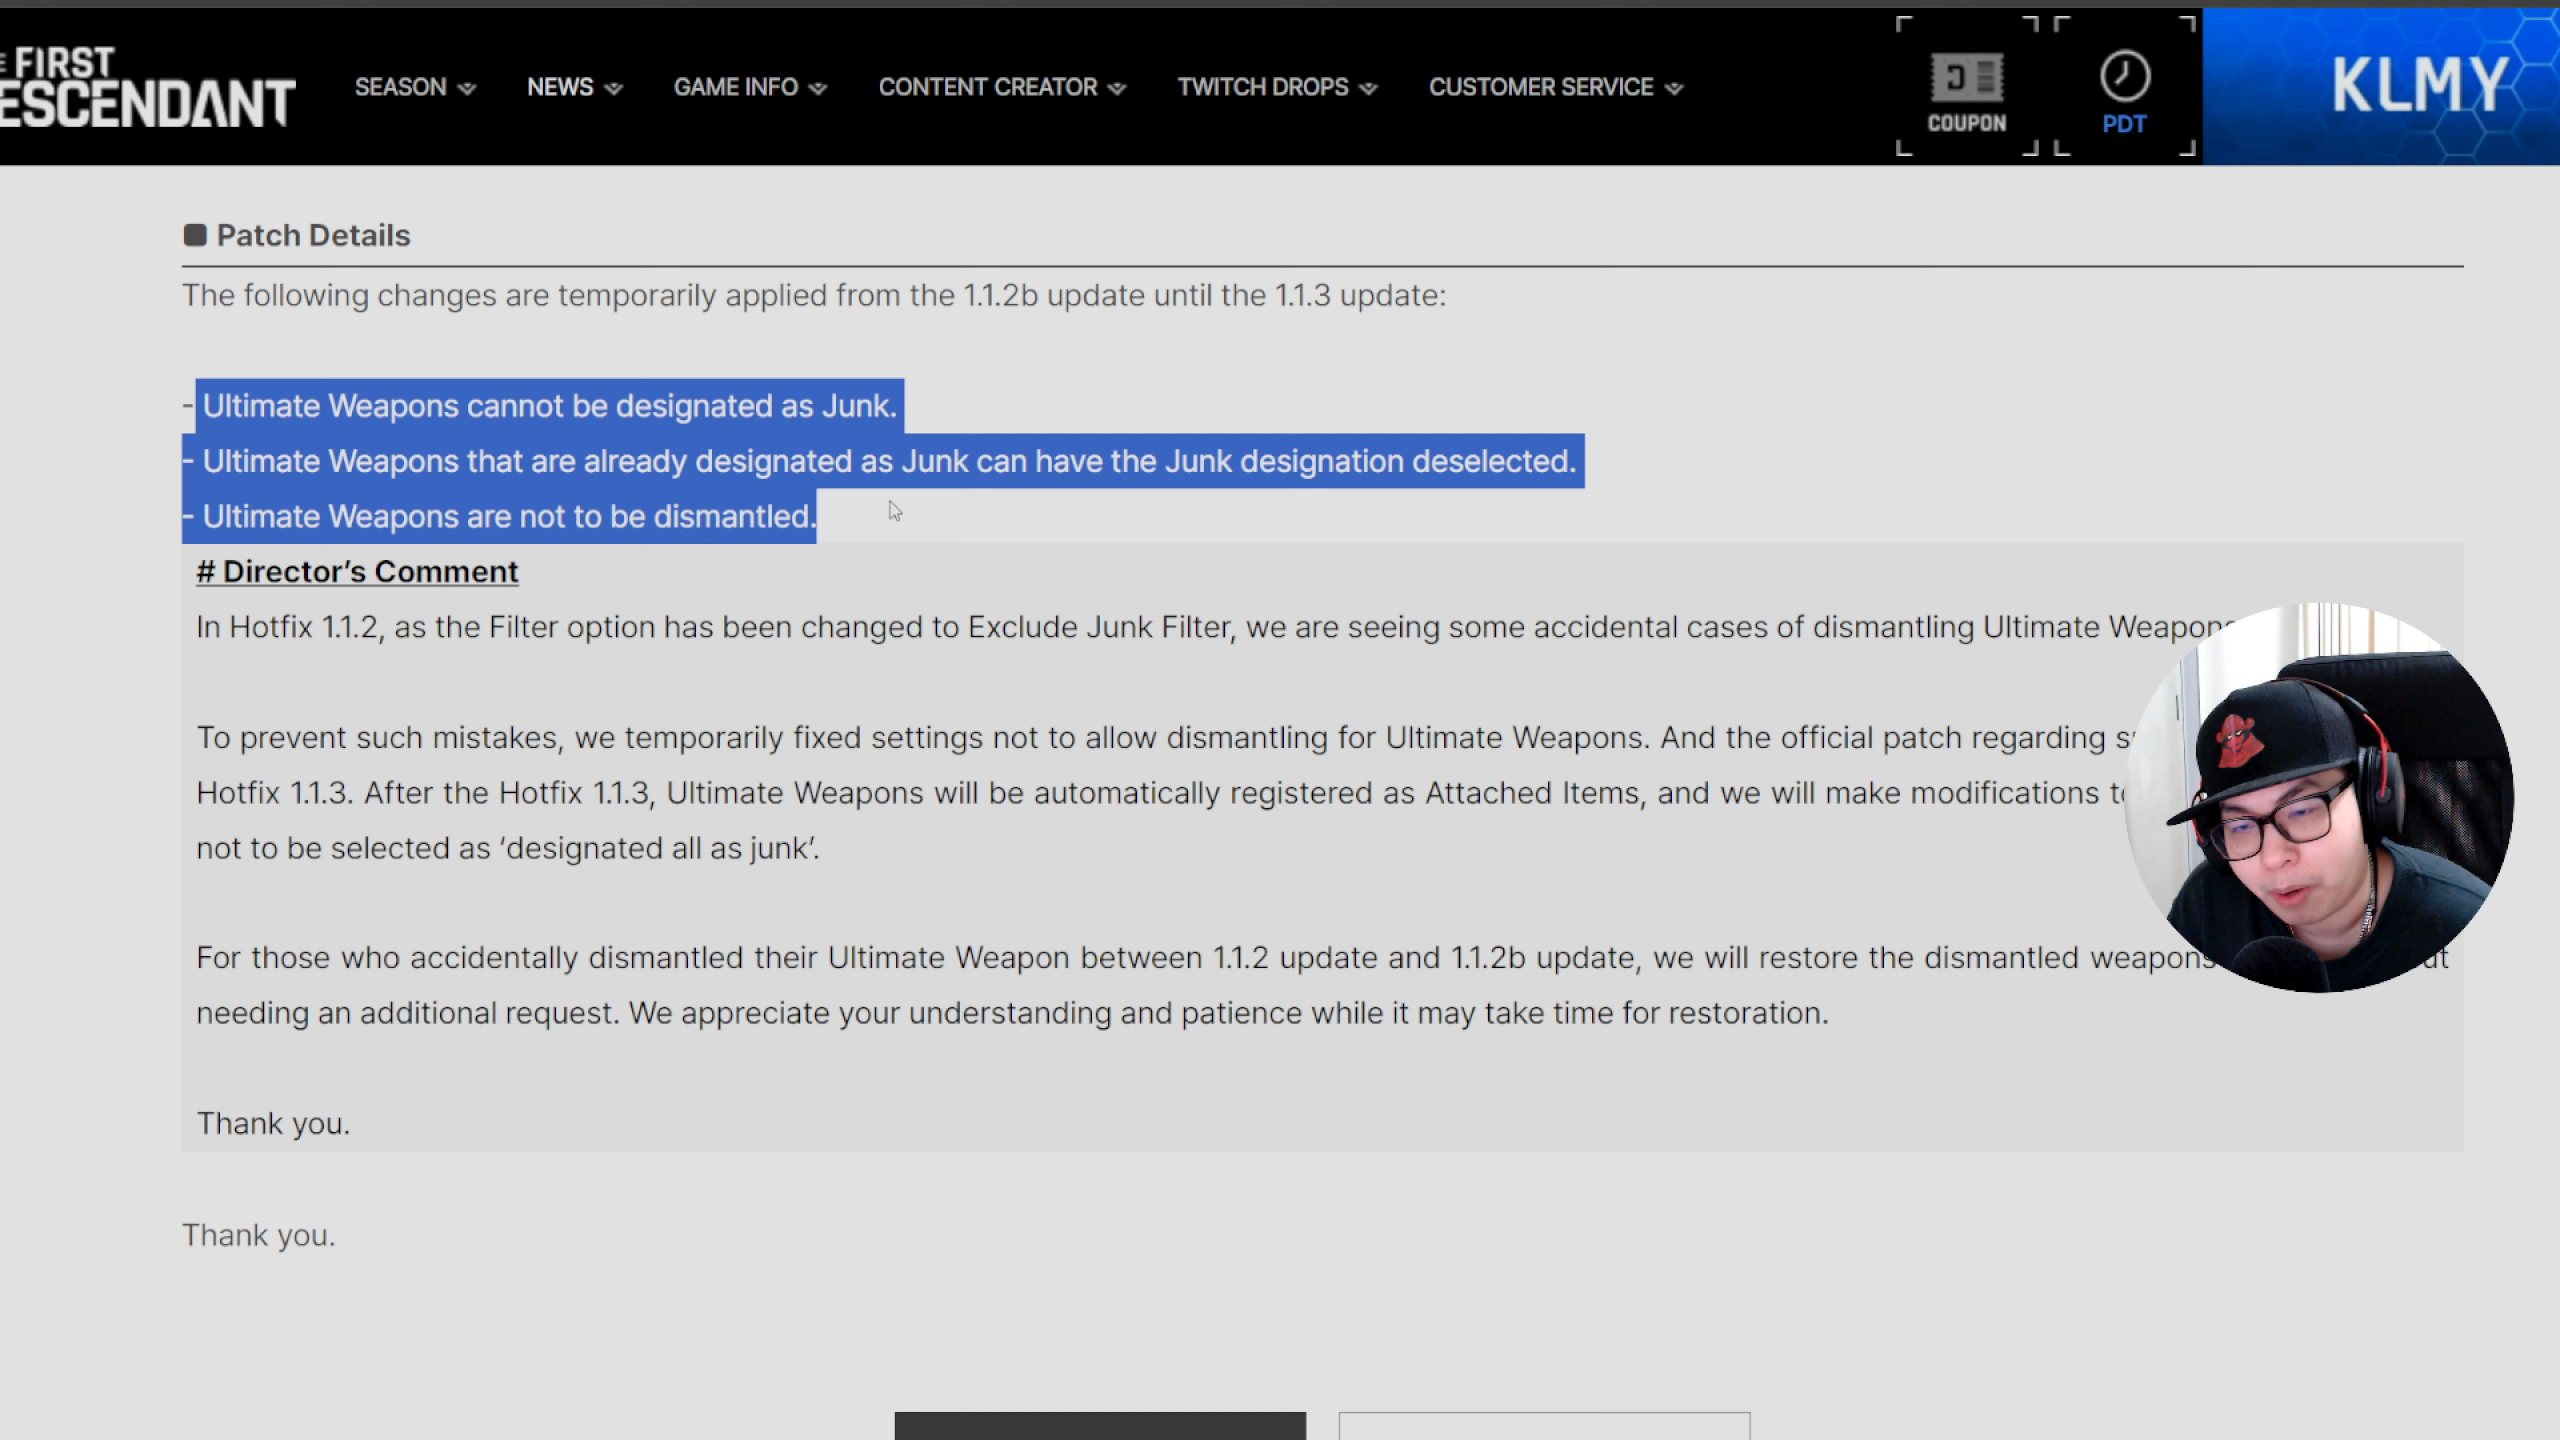 FIRST
ESCENDANT
SEASON NEWS GAME INFO CONTENT CREATOR TWITCH DROPS CUSTOMER SERVICE
COUPON
PDT
KLMY
Patch Details
The following changes are temporarily applied from the 1.1.2b update until the 1.1.3 update:
- Ultimate Weapons cannot be designated as Junk.
- Ultimate Weapons that are already designated as Junk can have the Junk designation deselected.
- Ultimate Weapons are not to be dismantled.
# Director’s Comment
In Hotfix 1.1.2, as the Filter option has been changed to Exclude Junk Filter, we are seeing some accidental cases of dismantling Ultimate Weapons
To prevent such mistakes, we temporarily fixed settings not to allow dismantling for Ultimate Weapons. And the official patch regarding
Hotfix 1.1.3. After the Hotfix 1.1.3, Ultimate Weapons will be automatically registered as Attached Items, and we will make modifications
not to be selected as ‘designated all as junk’.
For those who accidentally dismantled their Ultimate Weapon between 1.1.2 update and 1.1.2b update, we will restore the dismantled weapons
needing an additional request. We appreciate your understanding and patience while it may take time for restoration.
Thank you.
Thank you.